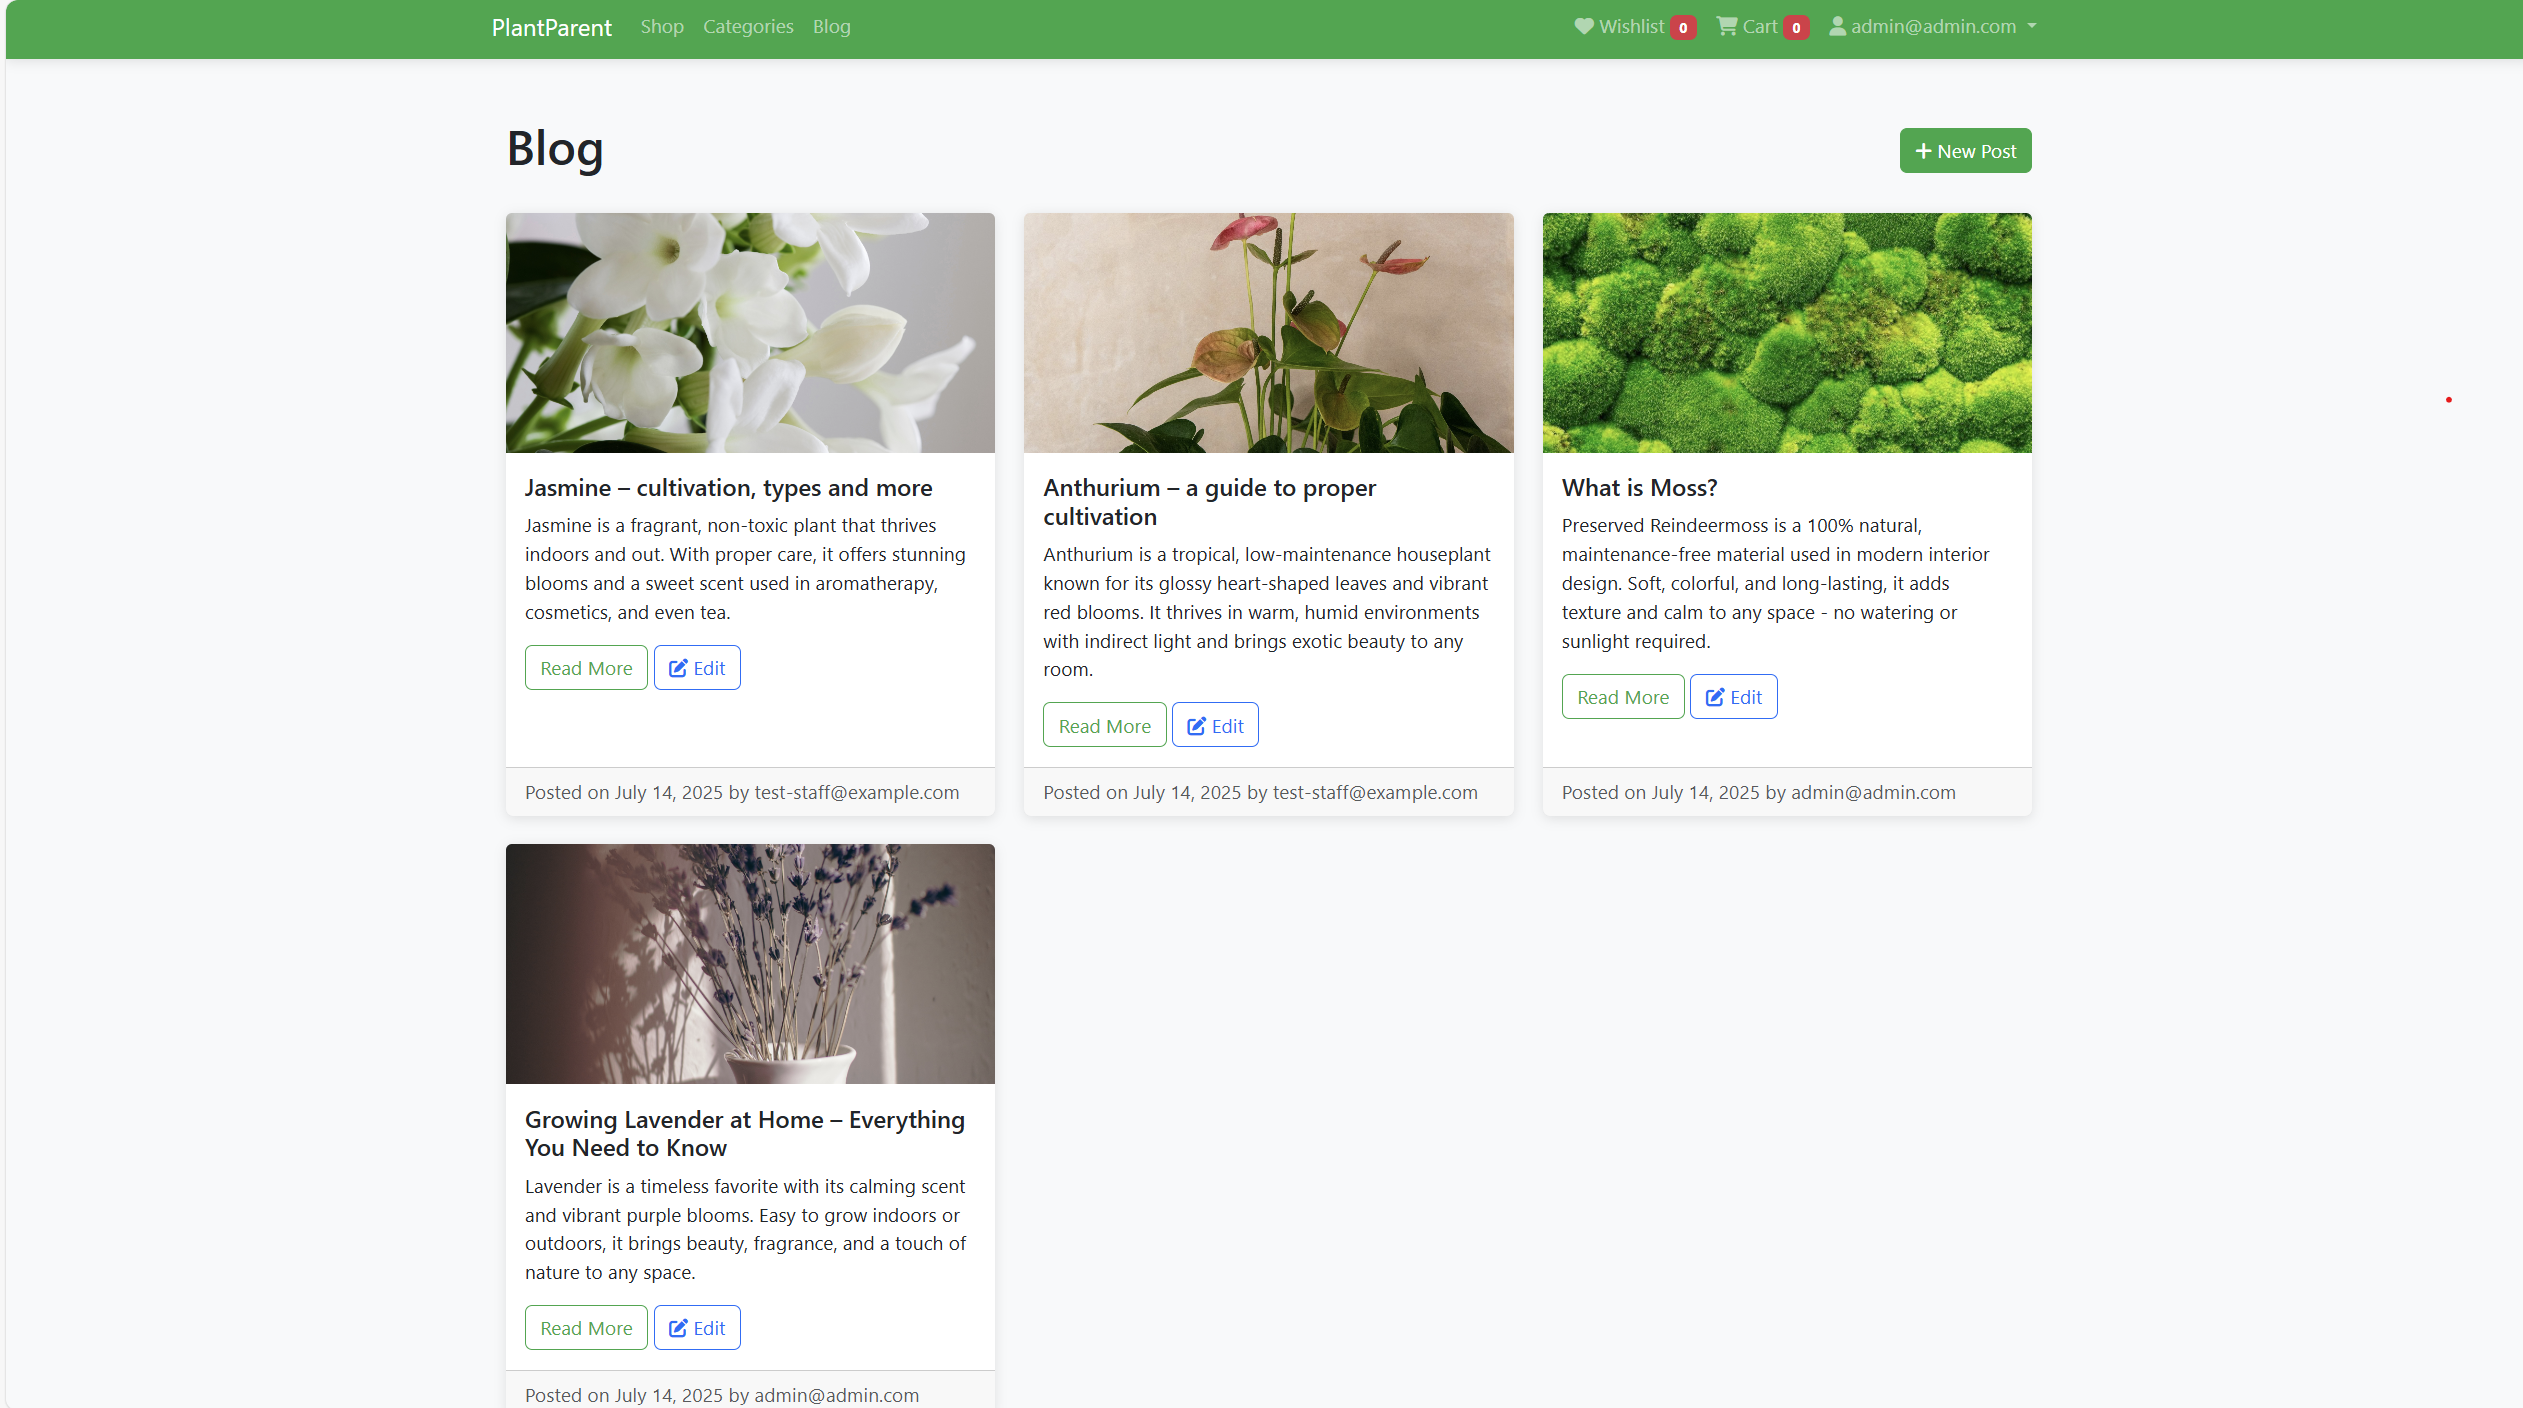 PlantParent Shop Categories Blog Wishlist 0 Cart 0 admin@admin.com
Blog
+ New Post
Jasmine – cultivation, types and more
Jasmine is a fragrant, non-toxic plant that thrives
indoors and out. With proper care, it offers stunning
blooms and a sweet scent used in aromatherapy,
cosmetics, and even tea.
Read More Edit
Posted on July 14, 2025 by test-staff@example.com
Anthurium – a guide to proper
cultivation
Anthurium is a tropical, low-maintenance houseplant
known for its glossy heart-shaped leaves and vibrant
red blooms. It thrives in warm, humid environments
with indirect light and brings exotic beauty to any
room.
Read More Edit
Posted on July 14, 2025 by test-staff@example.com
What is Moss?
Preserved Reindeermoss is a 100% natural,
maintenance-free material used in modern interior
design. Soft, colorful, and long-lasting, it adds
texture and calm to any space - no watering or
sunlight required.
Read More Edit
Posted on July 14, 2025 by admin@admin.com
Growing Lavender at Home – Everything
You Need to Know
Lavender is a timeless favorite with its calming scent
and vibrant purple blooms. Easy to grow indoors or
outdoors, it brings beauty, fragrance, and a touch of
nature to any space.
Read More Edit
Posted on July 14, 2025 by admin@admin.com